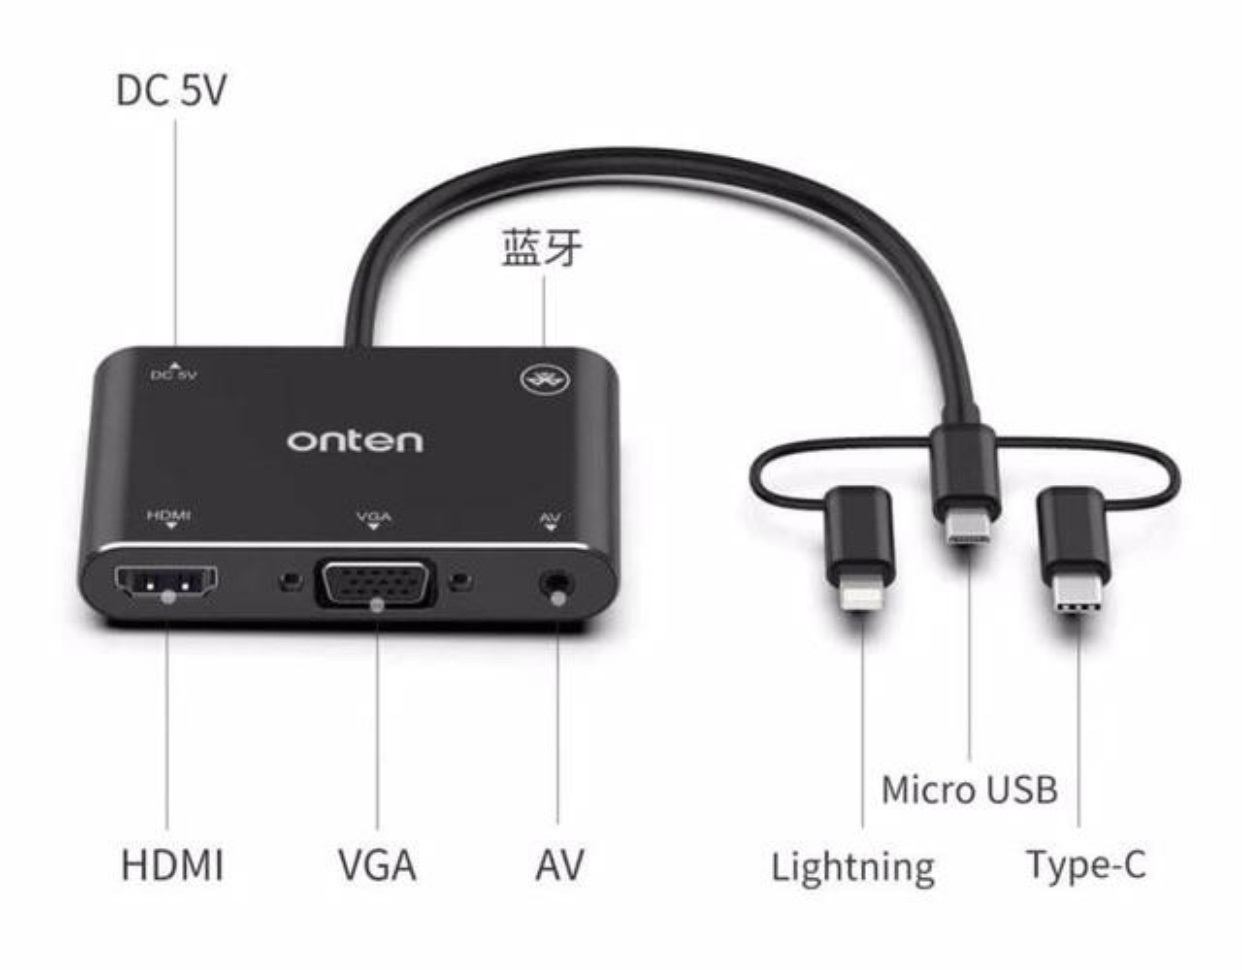 DC 5V
蓝牙
DC 5V
onten
HDMI
VGA
AV
HDMI
VGA
AV
Micro USB
Lightning
Type-C